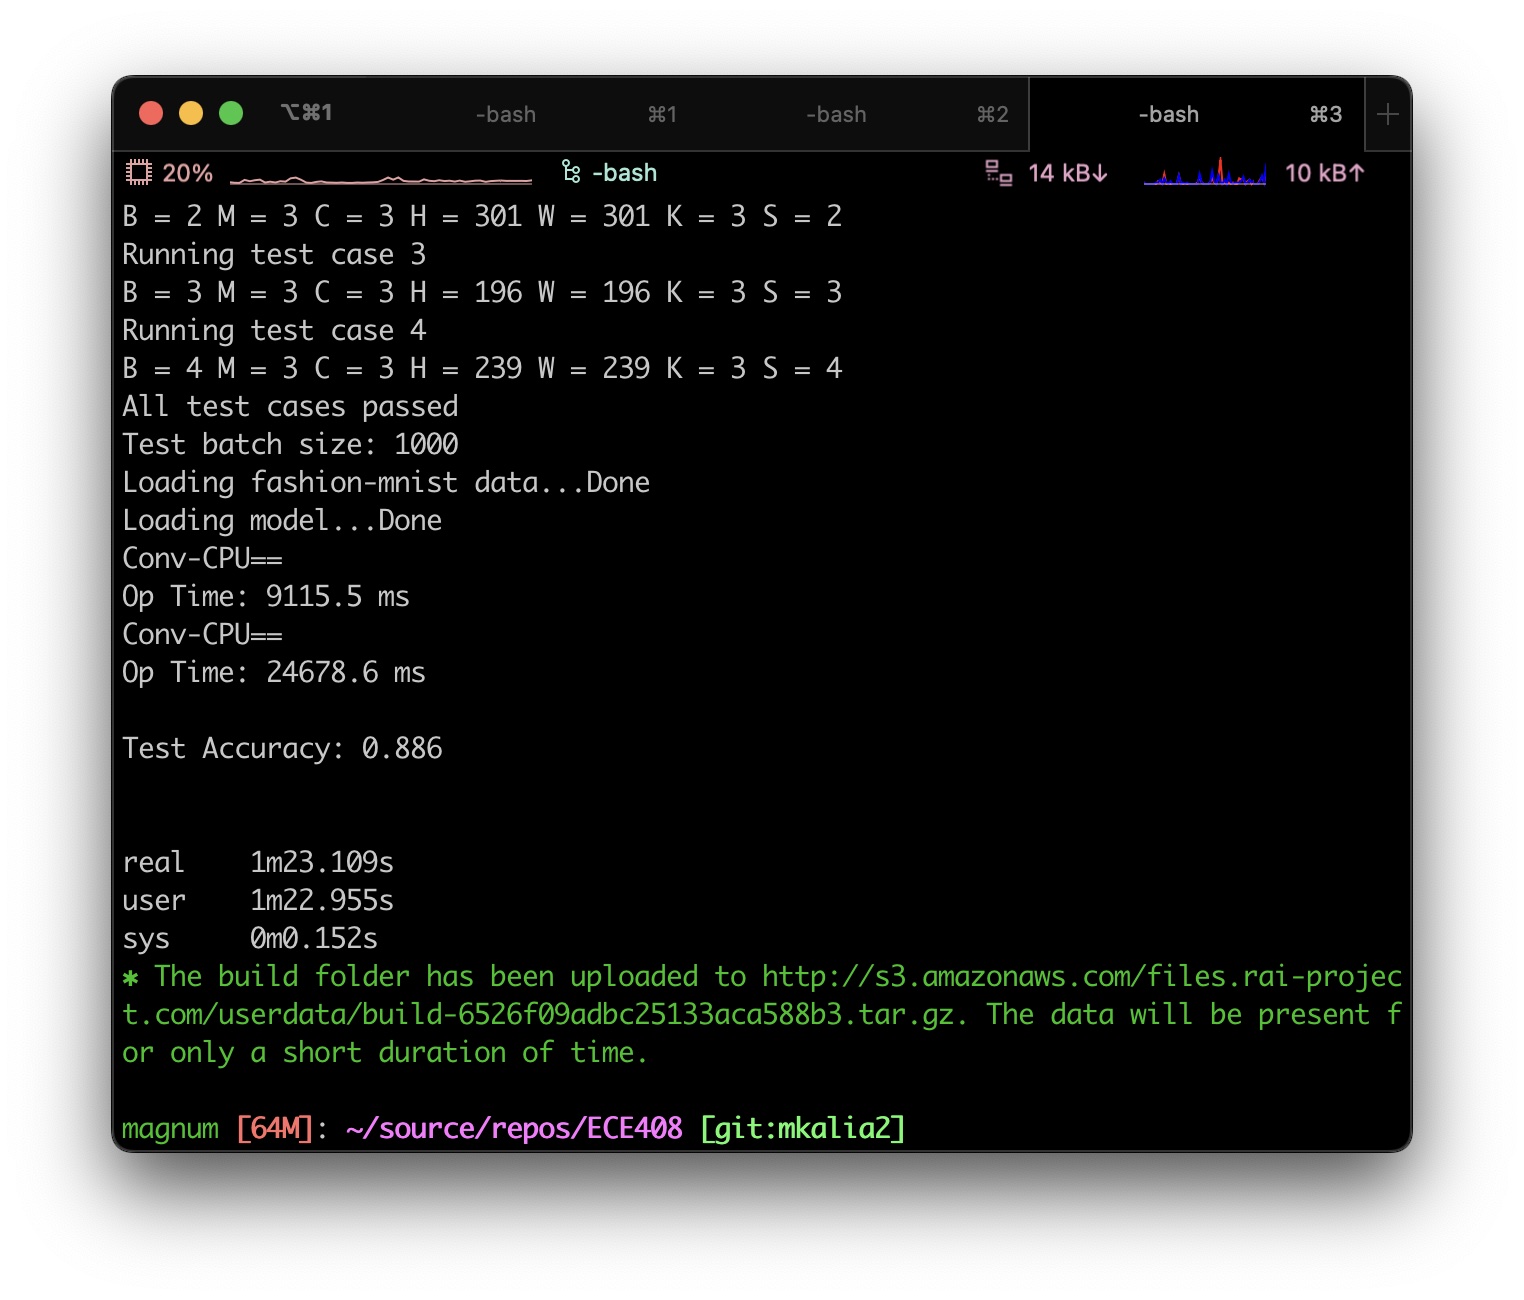 ⌥⌘1 -bash ⌘1 -bash ⌘2 -bash ⌘3 +
20% -bash 14 kB↓ 10 kB↑
B = 2 M = 3 C = 3 H = 301 W = 301 K = 3 S = 2
Running test case 3
B = 3 M = 3 C = 3 H = 196 W = 196 K = 3 S = 3
Running test case 4
B = 4 M = 3 C = 3 H = 239 W = 239 K = 3 S = 4
All test cases passed
Test batch size: 1000
Loading fashion-mnist data...Done
Loading model...Done
Conv-CPU==
Op Time: 9115.5 ms
Conv-CPU==
Op Time: 24678.6 ms
Test Accuracy: 0.886
real 1m23.109s
user 1m22.955s
sys 0m0.152s
✱ The build folder has been uploaded to http://s3.amazonaws.com/files.rai-projec
t.com/userdata/build-6526f09adbc25133aca588b3.tar.gz. The data will be present f
or only a short duration of time.
magnum [64M]: ~/source/repos/ECE408 [git:mkalia2]